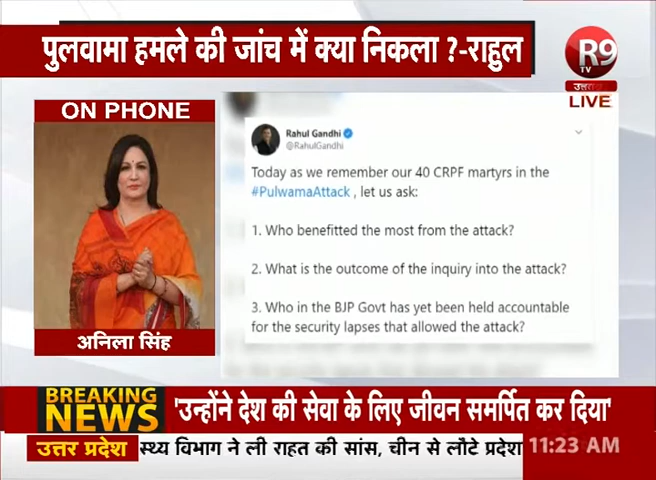 पुलवामा हमले की जांच में क्या निकला ?-राहुल
R9
TV
उत्तर
LIVE
ON PHONE
अनिला सिंह
Rahul Gandhi
@RahulGandhi
Today as we remember our 40 CRPF martyrs in the
#PulwamaAttack , let us ask:
1. Who benefitted the most from the attack?
2. What is the outcome of the inquiry into the attack?
3. Who in the BJP Govt has yet been held accountable
for the security lapses that allowed the attack?
BREAKING
NEWS
'उन्होंने देश की सेवा के लिए जीवन समर्पित कर दिया'
उत्तर प्रदेश
स्थ्य विभाग ने ली राहत की सांस, चीन से लौटे प्रदेश
11:23 AM